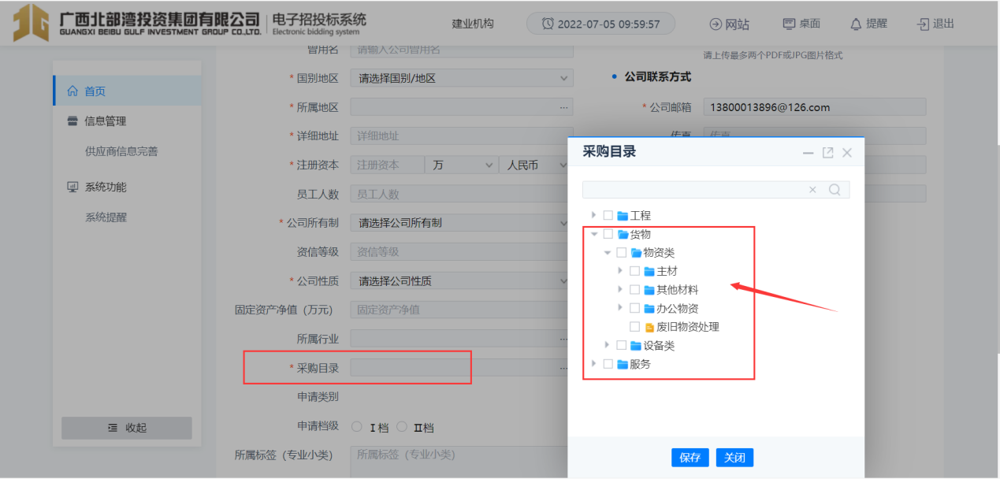 广西北部湾投资集团有限公司 电子招投标系统
GUANGXI BEIBU GULF INVESTMENT GROUP CO.,LTD. Electronic bidding system
建业机构 2022-07-05 09:59:57 网站 桌面 提醒 退出
首页
信息管理
供应商信息完善
系统功能
系统提醒
收起
曾用名 请输入公司曾用名
* 国别地区 请选择国别/地区
* 所属地区 ...
* 详细地址 详细地址
* 注册资本 注册资本 万 人民币
员工人数 员工人数
* 公司所有制 请选择公司所有制
资信等级 资信等级
* 公司性质 请选择公司性质
固定资产净值（万元） 固定资产净值
所属行业 ...
* 采购目录 ...
申请类别
申请档级 I 档 II档
所属标签（专业小类） 所属标签（专业小类）
请上传最多两个PDF或JPG图片格式
• 公司联系方式
* 公司邮箱 13800013896@126.com
传真 传真
采购目录
工程
货物
物资类
主材
其他材料
办公物资
废旧物资处理
设备类
服务
保存 关闭